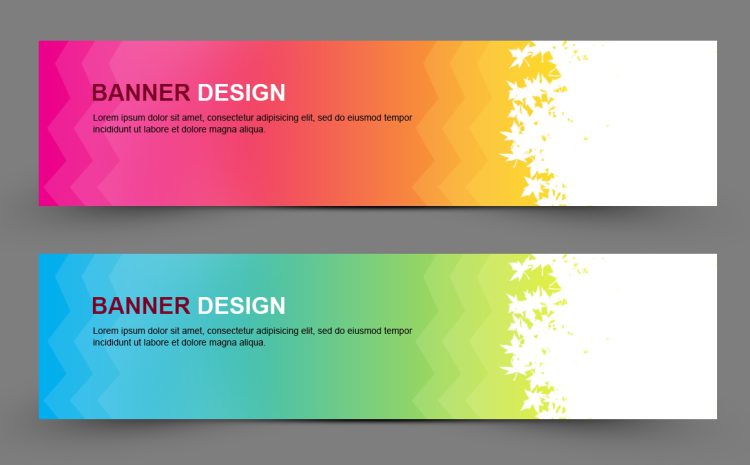 BANNER DESIGN
Lorem ipsum dolor sit amet, consectetur adipisicing elit, sed do eiusmod tempor
incididunt ut labore et dolore magna aliqua.
BANNER DESIGN
Lorem ipsum dolor sit amet, consectetur adipisicing elit, sed do eiusmod tempor
incididunt ut labore et dolore magna aliqua.